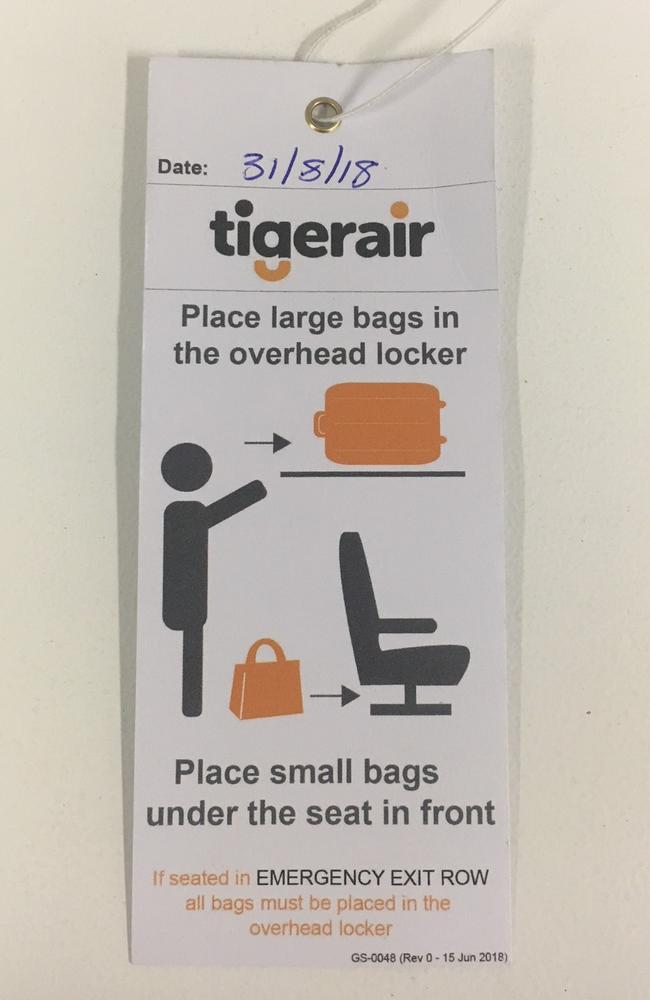 Date: 31/8/18
tigerair
Place large bags in
the overhead locker
Place small bags
under the seat in front
If seated in EMERGENCY EXIT ROW
all bags must be placed in the
overhead locker
GS-0048 (Rev 0 - 15 Jun 2018)